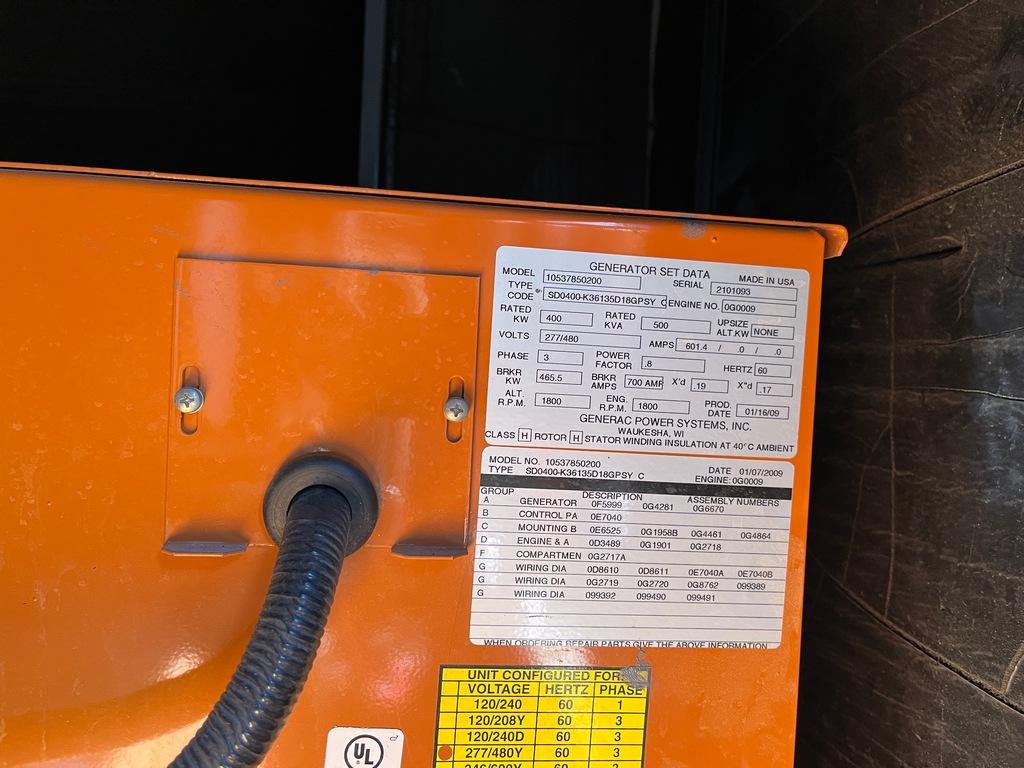 GENERATOR SET DATA
MADE IN USA
MODEL 10537850200 SERIAL 2101093
TYPE CODE SD0400-K36135D18GPSY C ENGINE NO. 0G0009
RATED KW 400 RATED KVA 500 UPSIZE ALT.KW NONE
VOLTS 277/480 AMPS 601.4 / .0 / .0
PHASE 3 POWER FACTOR .8 HERTZ 60
BRKR KW 465.5 BRKR AMPS 700 AMP X'd .19 X"d .17
ALT. R.P.M. 1800 ENG. R.P.M. 1800 PROD. DATE 01/16/09
GENERAC POWER SYSTEMS, INC.
WAUKESHA, WI
CLASS H ROTOR H STATOR WINDING INSULATION AT 40°C AMBIENT
MODEL NO. 10537850200 DATE 01/07/2009
TYPE SD0400-K36135D18GPSY C ENGINE: 0G0009
GROUP DESCRIPTION ASSEMBLY NUMBERS
A GENERATOR 0F5999 0G4281 0G6670
B CONTROL PA 0E7040
C MOUNTING B 0E6525 0G1958B 0G4461 0G4864
D ENGINE & A 0D3489 0G1901 0G2718
F COMPARTMEN 0G2717A
G WIRING DIA 0D8610 0D8611 0E7040A 0E7040B
G WIRING DIA 0G2719 0G2720 0G8762 099389
G WIRING DIA 099392 099490 099491
WHEN ORDERING REPAIR PARTS GIVE THE ABOVE INFORMATION
UNIT CONFIGURED FOR:
VOLTAGE HERTZ PHASE
120/240 60 1
120/208Y 60 3
120/240D 60 3
277/480Y 60 3
346/600Y 60 3
UL